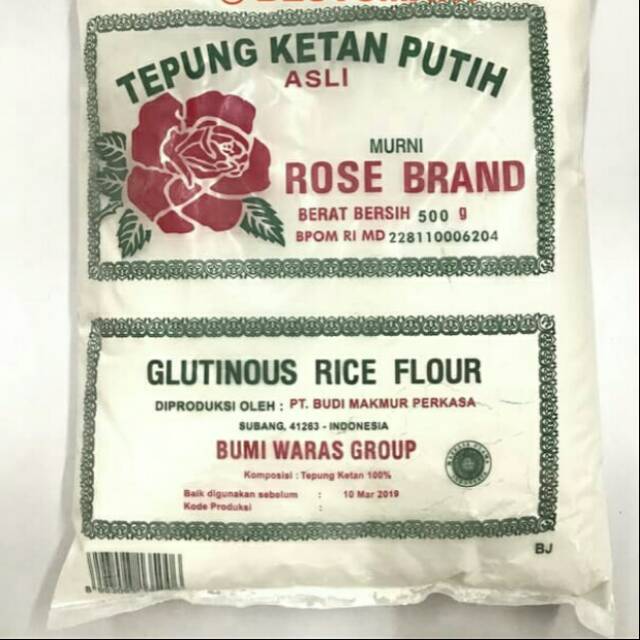 TEPUNG KETAN PUTIH
ASLI
MURNI
ROSE BRAND
BERAT BERSIH 500 g
BPOM RI MD 228110006204
GLUTINOUS RICE FLOUR
DIPRODUKSI OLEH : PT. BUDI MAKMUR PERKASA
SUBANG, 41263 - INDONESIA
BUMI WARAS GROUP
Komposisi : Tepung Ketan 100%
Baik digunakan sebelum : 10 Mar 2019
Kode Produksi :
BJ